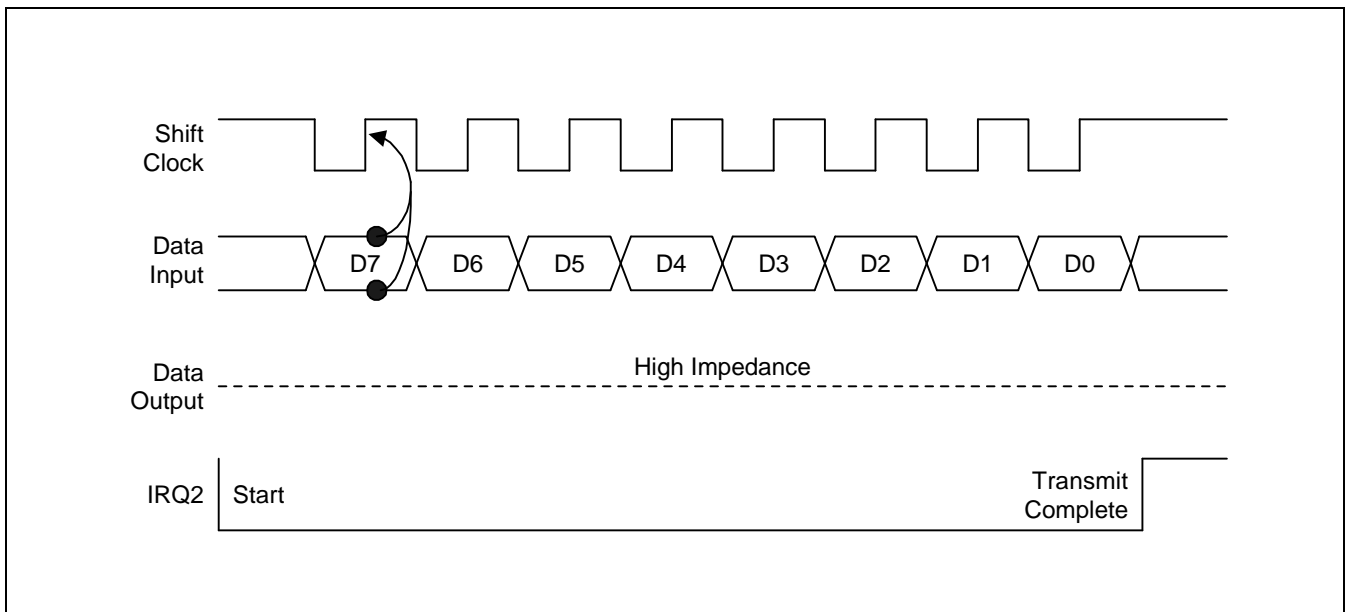 Shift
Clock
Data
Input
D7 D6 D5 D4 D3 D2 D1 D0
Data
Output
High Impedance
IRQ2
Start
Transmit
Complete